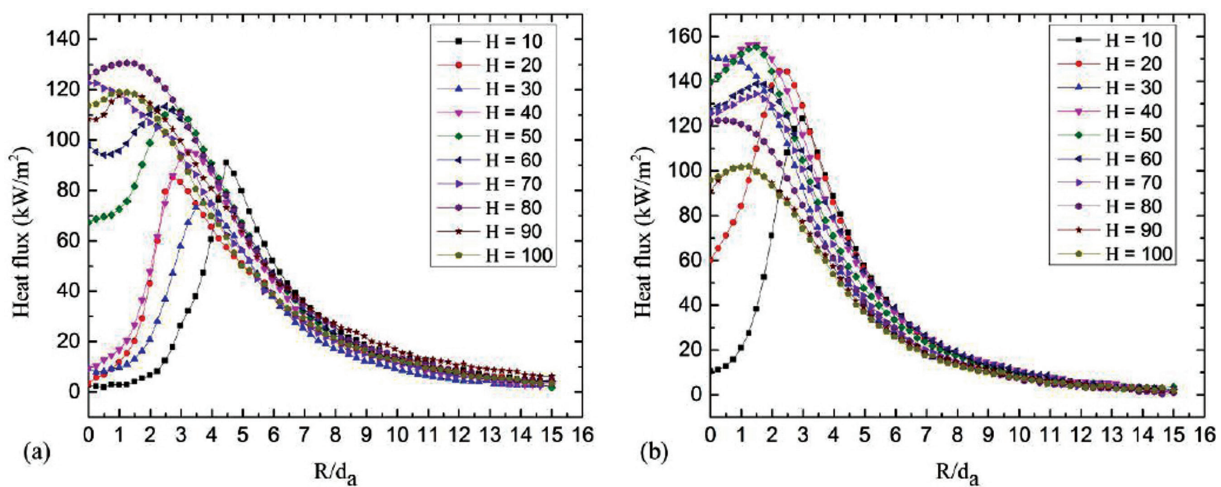 140
120
100
80
60
40
20
0
Heat flux (kW/m²)
0 1 2 3 4 5 6 7 8 9 10 11 12 13 14 15 16
R/dₐ
(a)
H = 10
H = 20
H = 30
H = 40
H = 50
H = 60
H = 70
H = 80
H = 90
H = 100
160
140
120
100
80
60
40
20
0
Heat flux (kW/m²)
0 1 2 3 4 5 6 7 8 9 10 11 12 13 14 15 16
R/dₐ
(b)
H = 10
H = 20
H = 30
H = 40
H = 50
H = 60
H = 70
H = 80
H = 90
H = 100